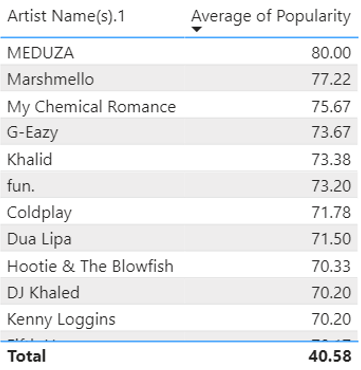 Artist Name(s).1 Average of Popularity
MEDUZA 80.00
Marshmello 77.22
My Chemical Romance 75.67
G-Eazy 73.67
Khalid 73.38
fun. 73.20
Coldplay 71.78
Dua Lipa 71.50
Hootie & The Blowfish 70.33
DJ Khaled 70.20
Kenny Loggins 70.20
Total 40.58